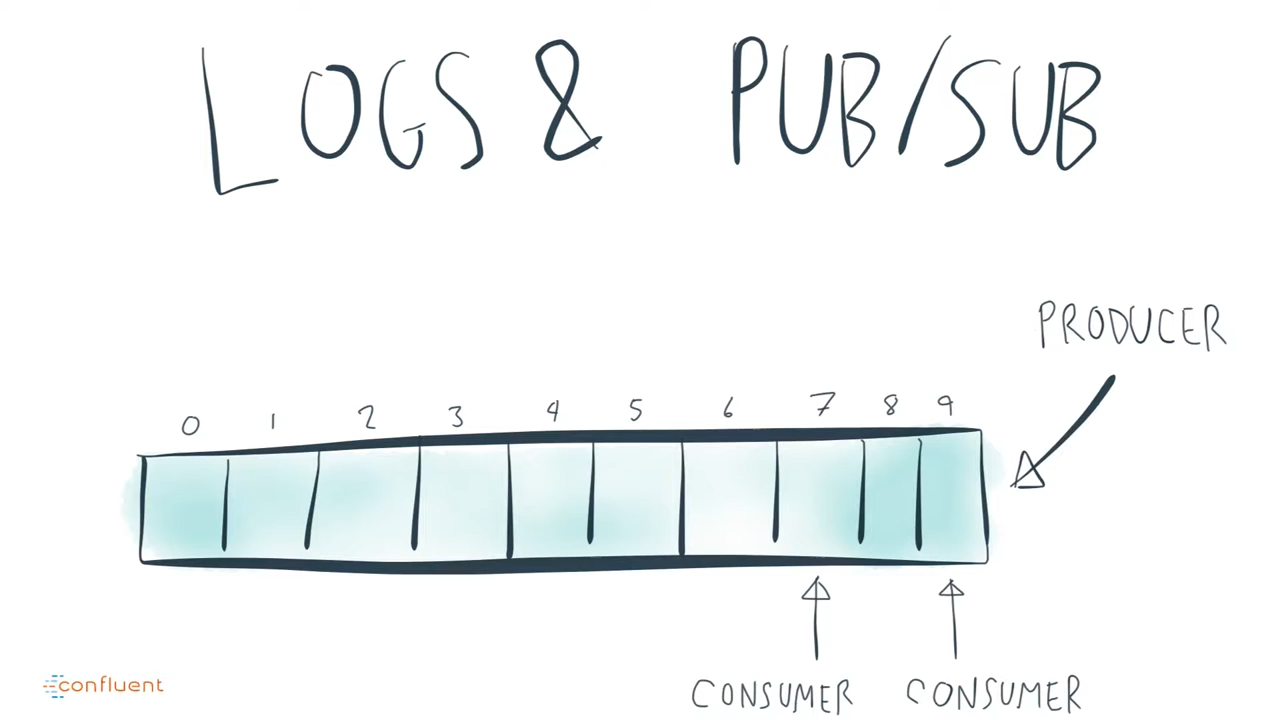 LOGS & PUB/SUB
PRODUCER
0 1 2 3 4 5 6 7 8 9
CONSUMER CONSUMER
confluent